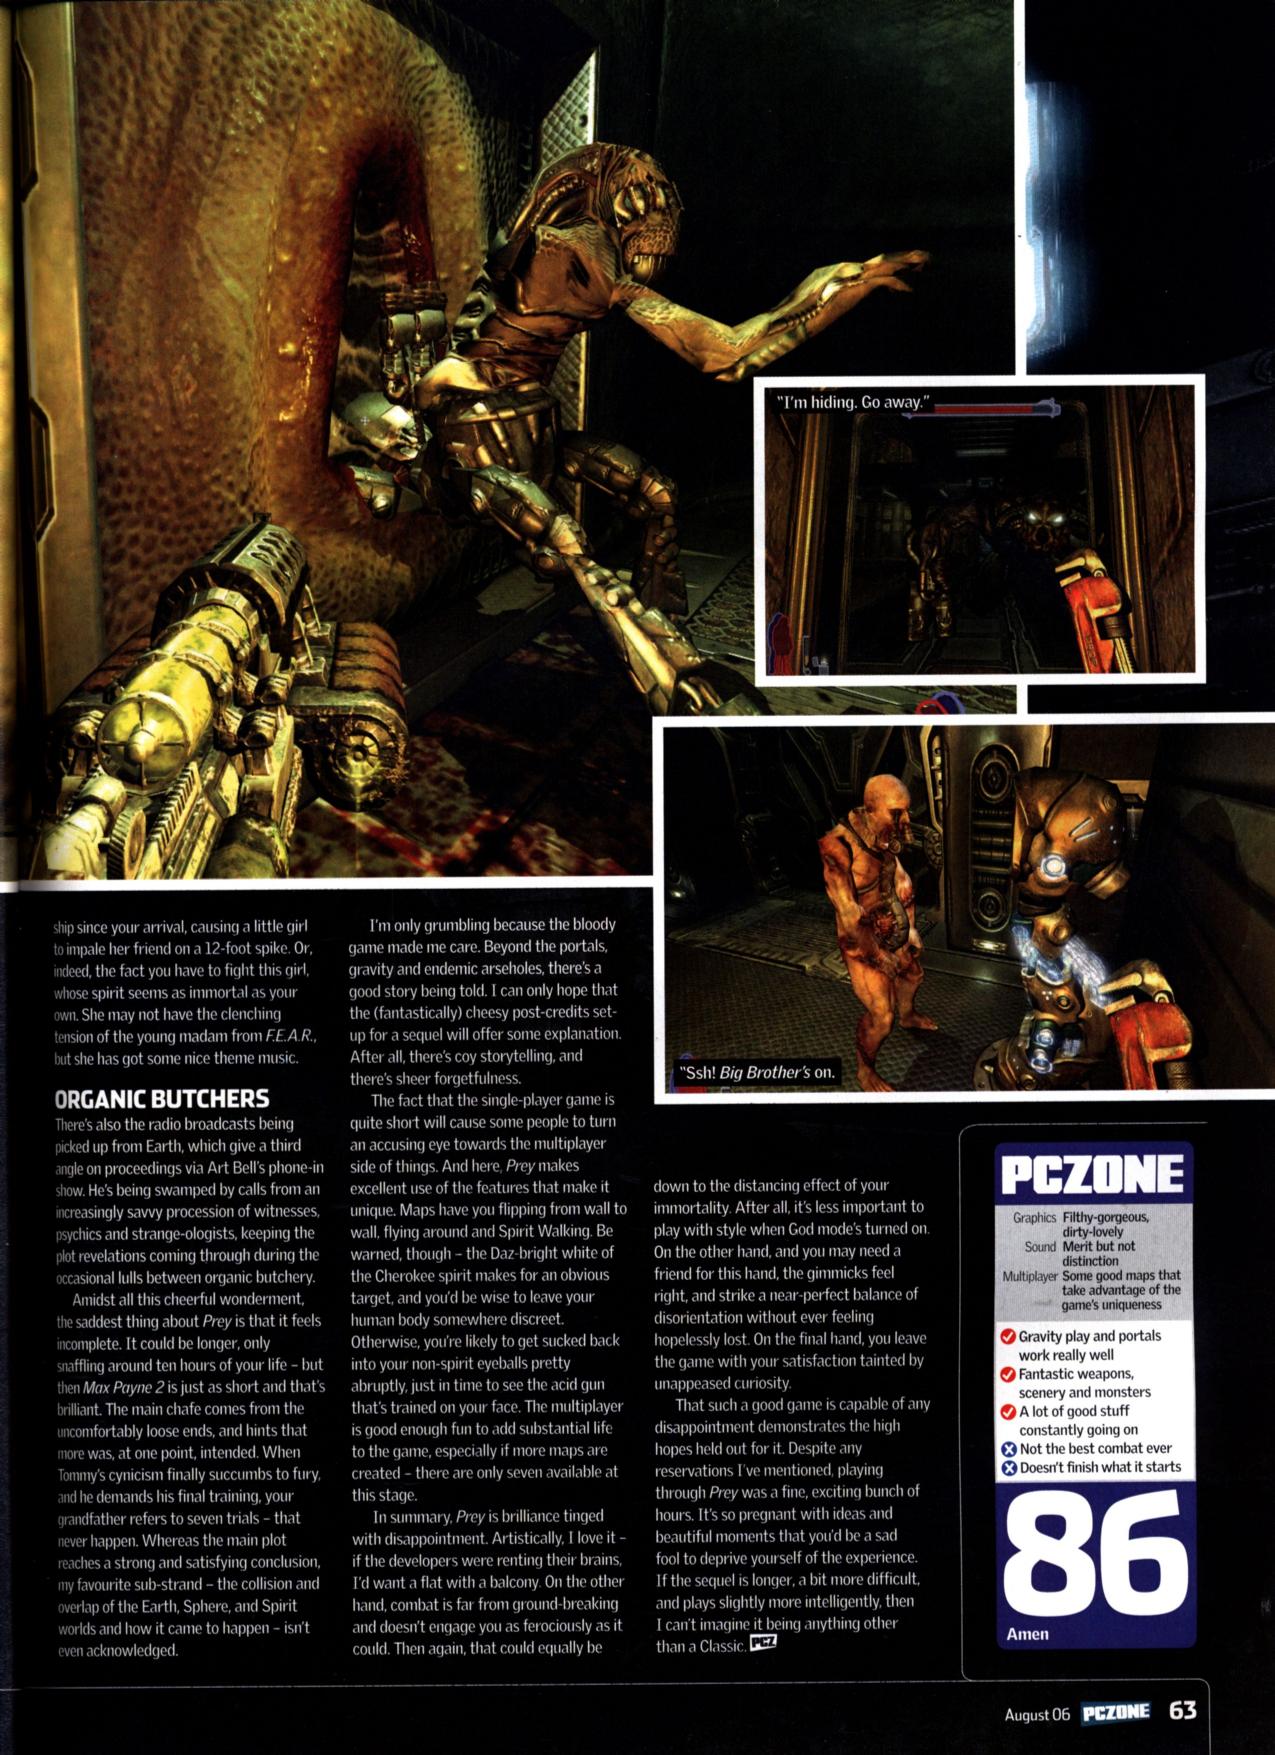 "I'm hiding. Go away."
"Ssh! Big Brother's on.
ship since your arrival, causing a little girl
to impale her friend on a 12-foot spike. Or,
indeed, the fact you have to fight this girl,
whose spirit seems as immortal as your
own. She may not have the clenching
tension of the young madam from F.E.A.R.,
but she has got some nice theme music.
ORGANIC BUTCHERS
There's also the radio broadcasts being
picked up from Earth, which give a third
angle on proceedings via Art Bell's phone-in
show. He's being swamped by calls from an
increasingly savvy procession of witnesses,
psychics and strange-ologists, keeping the
plot revelations coming through during the
occasional lulls between organic butchery.
Amidst all this cheerful wonderment,
the saddest thing about Prey is that it feels
incomplete. It could be longer, only
snaffling around ten hours of your life – but
then Max Payne 2 is just as short and that's
brilliant. The main chafe comes from the
uncomfortably loose ends, and hints that
more was, at one point, intended. When
Tommy's cynicism finally succumbs to fury,
and he demands his final training, your
grandfather refers to seven trials – that
never happen. Whereas the main plot
reaches a strong and satisfying conclusion,
my favourite sub-strand – the collision and
overlap of the Earth, Sphere, and Spirit
worlds and how it came to happen – isn't
even acknowledged.
I'm only grumbling because the bloody
game made me care. Beyond the portals,
gravity and endemic arseholes, there's a
good story being told. I can only hope that
the (fantastically) cheesy post-credits set-
up for a sequel will offer some explanation.
After all, there's coy storytelling, and
there's sheer forgetfulness.
The fact that the single-player game is
quite short will cause some people to turn
an accusing eye towards the multiplayer
side of things. And here, Prey makes
excellent use of the features that make it
unique. Maps have you flipping from wall to
wall, flying around and Spirit Walking. Be
warned, though – the Daz-bright white of
the Cherokee spirit makes for an obvious
target, and you'd be wise to leave your
human body somewhere discreet.
Otherwise, you're likely to get sucked back
into your non-spirit eyeballs pretty
abruptly, just in time to see the acid gun
that's trained on your face. The multiplayer
is good enough fun to add substantial life
to the game, especially if more maps are
created – there are only seven available at
this stage.
In summary, Prey is brilliance tinged
with disappointment. Artistically, I love it –
if the developers were renting their brains,
I'd want a flat with a balcony. On the other
hand, combat is far from ground-breaking
and doesn't engage you as ferociously as it
could. Then again, that could equally be
down to the distancing effect of your
immortality. After all, it's less important to
play with style when God mode's turned on.
On the other hand, and you may need a
friend for this hand, the gimmicks feel
right, and strike a near-perfect balance of
disorientation without ever feeling
hopelessly lost. On the final hand, you leave
the game with your satisfaction tainted by
unappeased curiosity.
That such a good game is capable of any
disappointment demonstrates the high
hopes held out for it. Despite any
reservations I've mentioned, playing
through Prey was a fine, exciting bunch of
hours. It's so pregnant with ideas and
beautiful moments that you'd be a sad
fool to deprive yourself of the experience.
If the sequel is longer, a bit more difficult,
and plays slightly more intelligently, then
I can't imagine it being anything other
than a Classic. PCZ
PCZONE
Graphics Filthy-gorgeous,
dirty-lovely
Sound Merit but not
distinction
Multiplayer Some good maps that
take advantage of the
game's uniqueness
Gravity play and portals
work really well
Fantastic weapons,
scenery and monsters
A lot of good stuff
constantly going on
Not the best combat ever
Doesn't finish what it starts
86
Amen
August 06 PCZONE 63